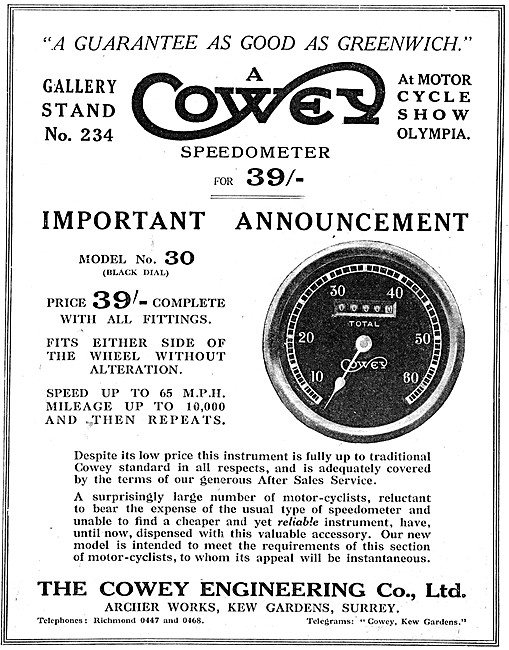 "A GUARANTEE AS GOOD AS GREENWICH."
GALLERY
STAND
No. 234
A
COWEY
SPEEDOMETER
FOR 39/-
At MOTOR
CYCLE
SHOW
OLYMPIA.
IMPORTANT ANNOUNCEMENT
MODEL No. 30
(BLACK DIAL)
PRICE 39/- COMPLETE
WITH ALL FITTINGS.
FITS EITHER SIDE OF
THE WHEEL WITHOUT
ALTERATION.
SPEED UP TO 65 M.P.H.
MILEAGE UP TO 10,000
AND THEN REPEATS.
30 40
TOTAL
20 50
COWEY
10 60
Despite its low price this instrument is fully up to traditional
Cowey standard in all respects, and is adequately covered
by the terms of our generous After Sales Service.
A surprisingly large number of motor-cyclists, reluctant
to bear the expense of the usual type of speedometer and
unable to find a cheaper and yet reliable instrument, have,
until now, dispensed with this valuable accessory. Our new
model is intended to meet the requirements of this section
of motor-cyclists, to whom its appeal will be instantaneous.
THE COWEY ENGINEERING Co., Ltd.
ARCHER WORKS, KEW GARDENS, SURREY.
Telephones: Richmond 0447 and 0468. Telegrams: "Cowey, Kew Gardens."